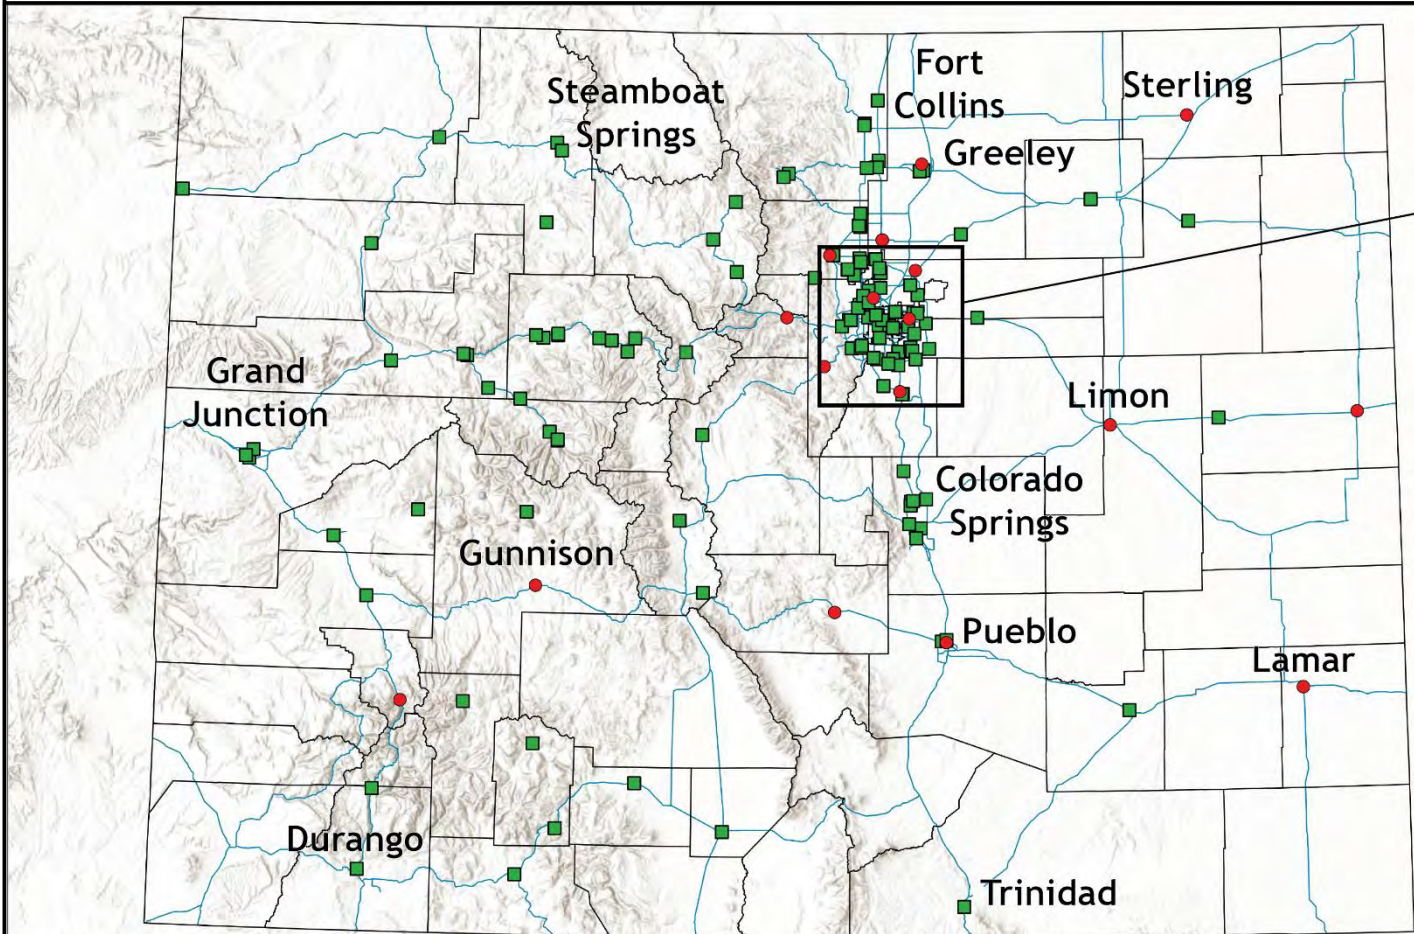 Fort
Collins
Steamboat
Springs
Sterling
Greeley
Grand
Junction
Limon
Colorado
Springs
Gunnison
Pueblo
Lamar
Durango
Trinidad